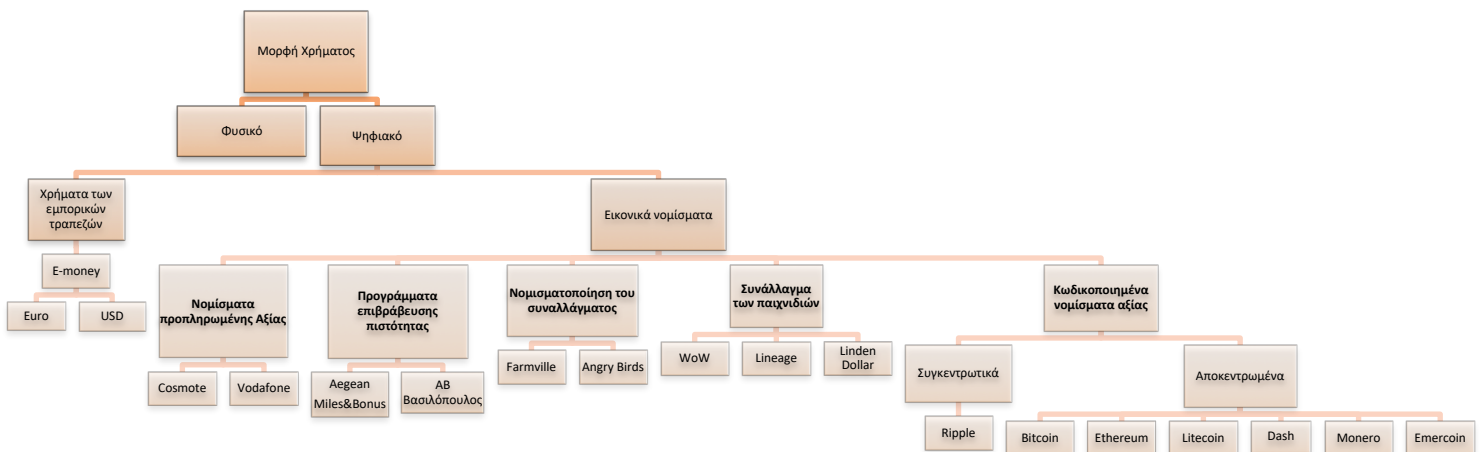 Μορφή Χρήματος
Φυσικό
Ψηφιακό
Χρήματα των
εμπορικών
τραπεζών
Εικονικά νομίσματα
E-money
Euro
USD
Νομίσματα
προπληρωμένης Αξίας
Προγράμματα
επιβράβευσης
πιστότητας
Νομισματοποίηση του
συναλλάγματος
Συνάλλαγμα
των παιχνιδιών
Κωδικοποιημένα
νομίσματα αξίας
Cosmote
Vodafone
Aegean
Miles&Bonus
ΑΒ
Βασιλόπουλος
Farmville
Angry Birds
WoW
Lineage
Linden
Dollar
Συγκεντρωτικά
Αποκεντρωμένα
Ripple
Bitcoin
Ethereum
Litecoin
Dash
Monero
Emercoin